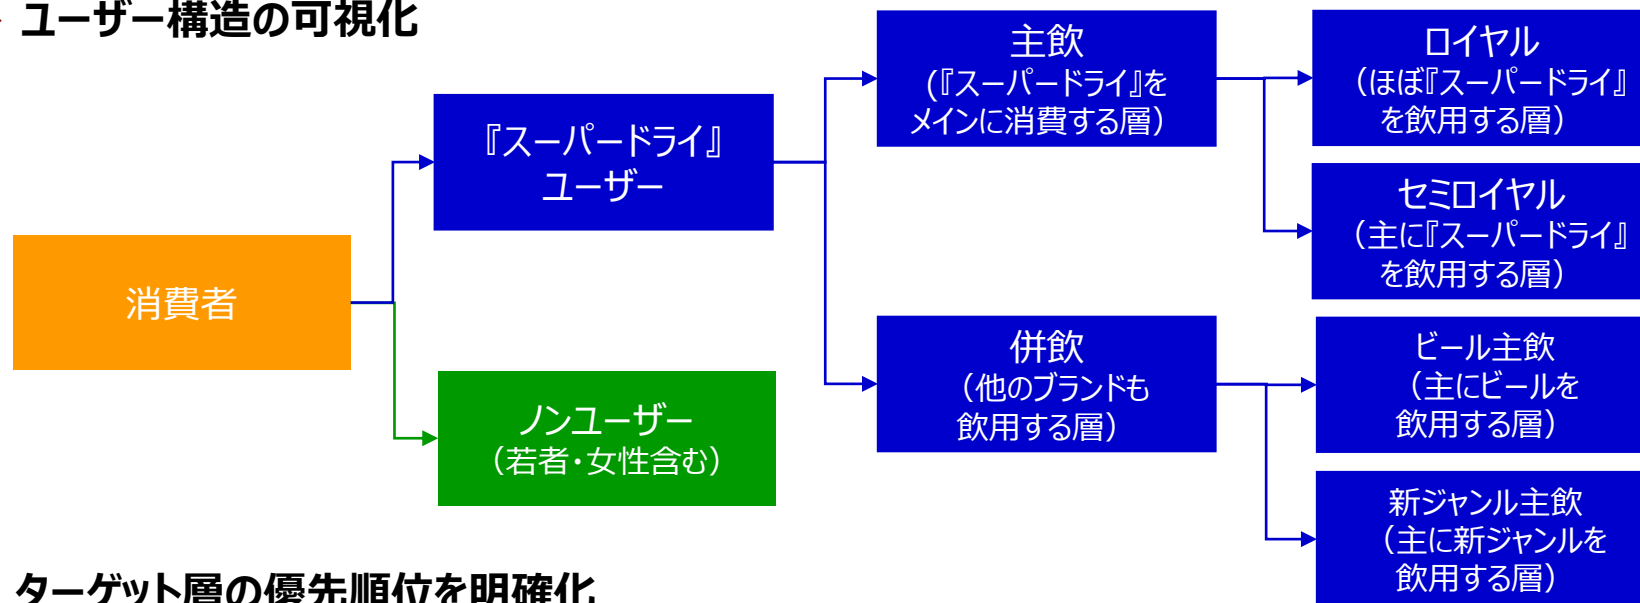 ユーザー構造の可視化
消費者
『スーパードライ』
ユーザー
ノンユーザー
（若者・女性含む）
主飲
（『スーパードライ』を
メインに消費する層）
併飲
（他のブランドも
飲用する層）
ロイヤル
（ほぼ『スーパードライ』
を飲用する層）
セミロイヤル
（主に『スーパードライ』
を飲用する層）
ビール主飲
（主にビールを
飲用する層）
新ジャンル主飲
（主に新ジャンルを
飲用する層）
ターゲット層の優先順位を明確化